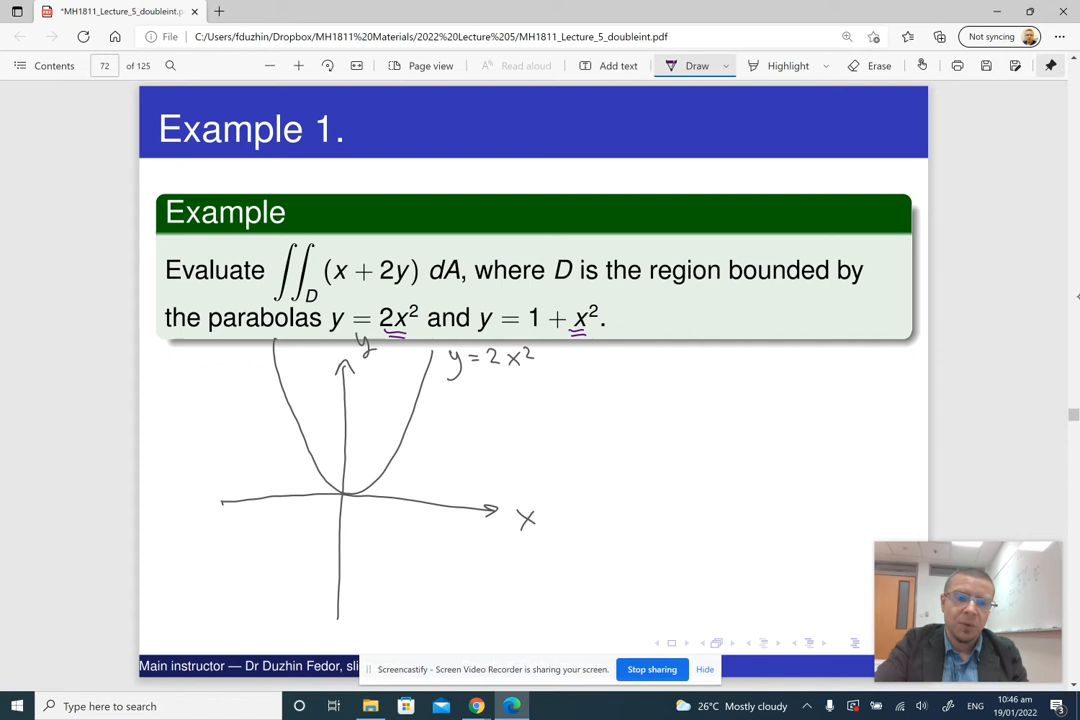 *MH1811_Lecture_5_doubleint.p
File
C:/Users/fduzhin/Dropbox/MH1811%20Materials/2022%20Lecture%205/MH1811_Lecture_5_doubleint.pdf
Not syncing
Contents
72
of 125
Page view
Read aloud
Add text
Draw
Highlight
Erase
Example 1.
Example
Evaluate ∬_D (x + 2y) dA, where D is the region bounded by
the parabolas y = 2x² and y = 1 + x².
y
y = 2x²
x
Main instructor — Dr Duzhin Fedor, sli
Screencastify - Screen Video Recorder is sharing your screen.
Stop sharing
Hide
Type here to search
26°C Mostly cloudy
ENG
10:46 am
19/01/2022
3